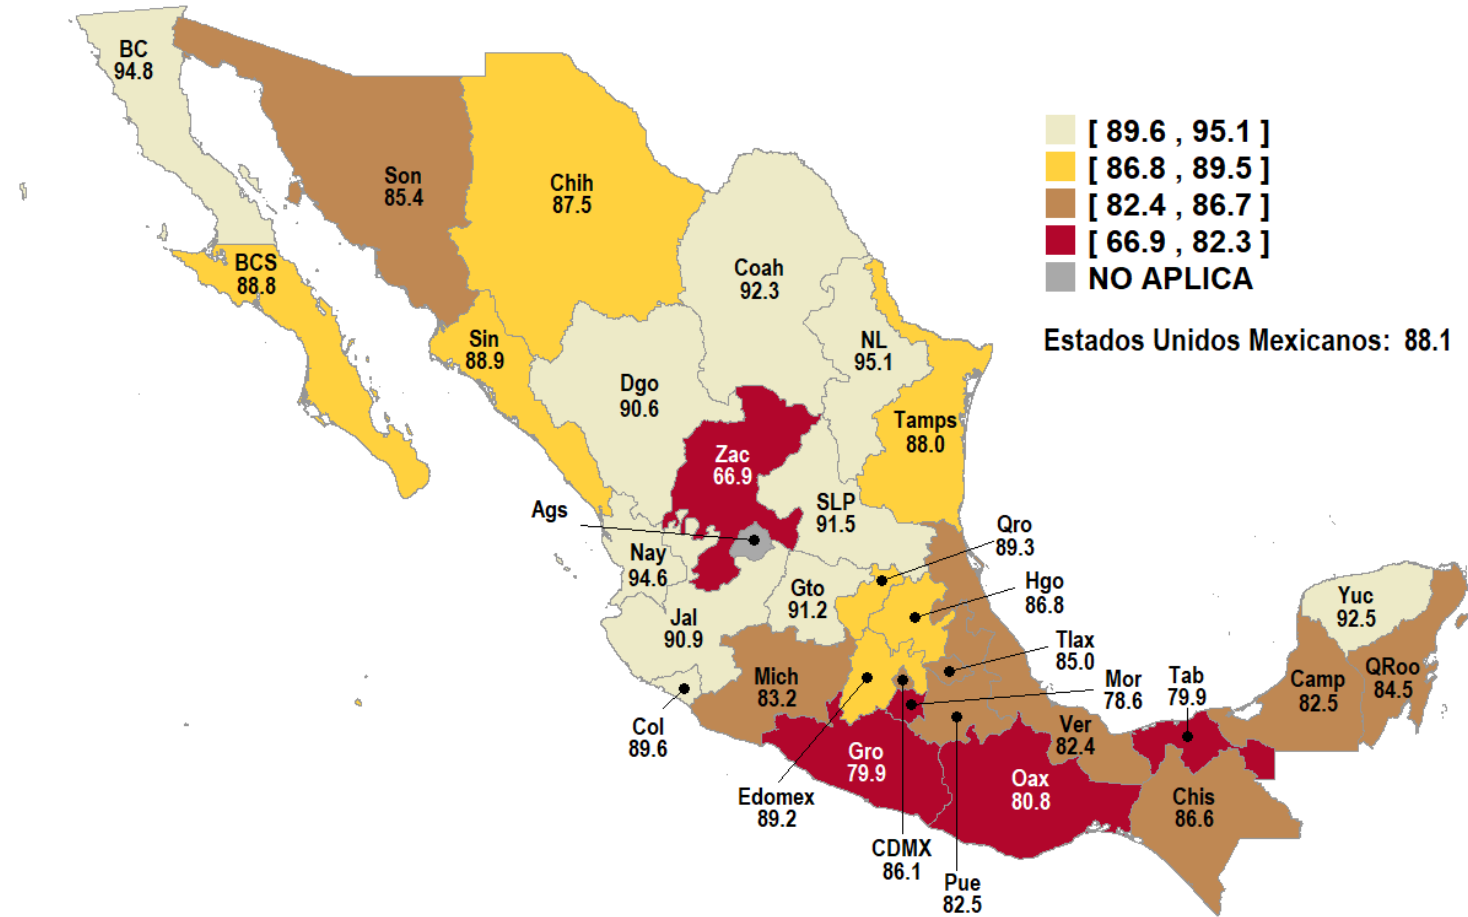 BC
94.8
Son
85.4
Chih
87.5
[ 89.6 , 95.1 ]
[ 86.8 , 89.5 ]
[ 82.4 , 86.7 ]
[ 66.9 , 82.3 ]
NO APLICA
Estados Unidos Mexicanos: 88.1
BCS
88.8
Coah
92.3
Sin
88.9
NL
95.1
Dgo
90.6
Tamps
88.0
Zac
66.9
Ags
SLP
91.5
Qro
89.3
Nay
94.6
Gto
91.2
Hgo
86.8
Jal
90.9
Yuc
92.5
Tlax
85.0
Mich
83.2
Mor
78.6
Tab
79.9
Camp
82.5
QRoo
84.5
Col
89.6
Ver
82.4
Gro
79.9
Oax
80.8
Edomex
89.2
Chis
86.6
CDMX
86.1
Pue
82.5